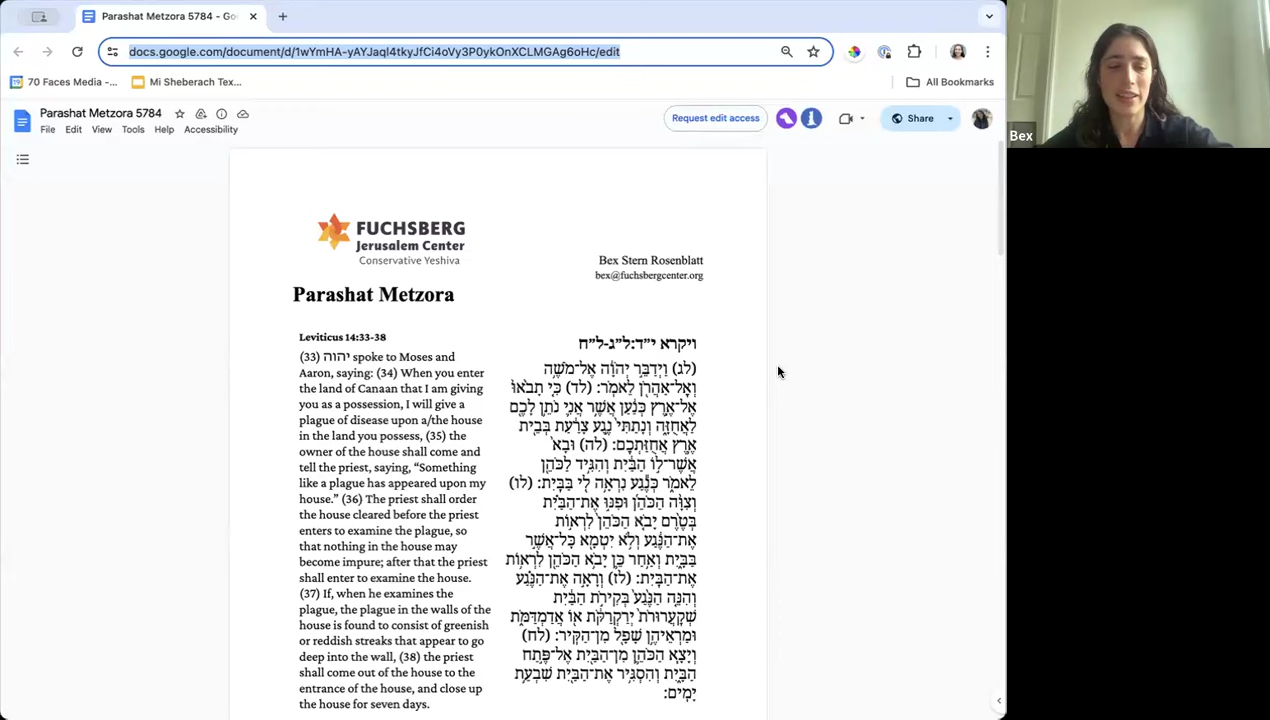 Parashat Metzora 5784 - Go
docs.google.com/document/d/1wYmHA-yAYJaql4tkyJfCi4oVy3P0ykOnXCLMGAg6oHc/edit
70 Faces Media -...
Mi Sheberach Tex...
All Bookmarks
Parashat Metzora 5784
File Edit View Tools Help Accessibility
Request edit access
Share
Bex
FUCHSBERG
Jerusalem Center
Conservative Yeshiva
Bex Stern Rosenblatt
bex@fuchsbergcenter.org
Parashat Metzora
Leviticus 14:33-38
(33) יהוה spoke to Moses and
Aaron, saying: (34) When you enter
the land of Canaan that I am giving
you as a possession, I will give a
plague of disease upon a/the house
in the land you possess, (35) the
owner of the house shall come and
tell the priest, saying, “Something
like a plague has appeared upon my
house.” (36) The priest shall order
the house cleared before the priest
enters to examine the plague, so
that nothing in the house may
become impure; after that the priest
shall enter to examine the house.
(37) If, when he examines the
plague, the plague in the walls of the
house is found to consist of greenish
or reddish streaks that appear to go
deep into the wall, (38) the priest
shall come out of the house to the
entrance of the house, and close up
the house for seven days.
ויקרא י״ד:ל״ג-ל״ח
(לג) וַיְדַבֵּ֣ר יְהֹוָ֔ה אֶל־מֹשֶׁ֥ה
וְאֶֽל־אַהֲרֹ֖ן לֵאמֹֽר׃ (לד) כִּ֤י תָבֹ֙אוּ֙
אֶל־אֶ֣רֶץ כְּנַ֔עַן אֲשֶׁ֥ר אֲנִ֛י נֹתֵ֥ן לָכֶ֖ם
לַאֲחֻזָּ֑ה וְנָתַתִּי֙ נֶ֣גַע צָרַ֔עַת בְּבֵ֖ית
אֶ֥רֶץ אֲחֻזַּתְכֶֽם׃ (לה) וּבָא֙
אֲשֶׁר־ל֣וֹ הַבַּ֔יִת וְהִגִּ֥יד לַכֹּהֵ֖ן
לֵאמֹ֑ר כְּנֶ֕גַע נִרְאָ֥ה לִ֖י בַּבָּֽיִת׃ (לו)
וְצִוָּ֨ה הַכֹּהֵ֜ן וּפִנּ֣וּ אֶת־הַבַּ֗יִת
בְּטֶ֨רֶם יָבֹ֤א הַכֹּהֵן֙ לִרְא֣וֹת
אֶת־הַנֶּ֔גַע וְלֹ֥א יִטְמָ֖א כׇּל־אֲשֶׁ֣ר
בַּבָּ֑יִת וְאַ֥חַר כֵּ֛ן יָבֹ֥א הַכֹּהֵ֖ן לִרְא֥וֹת
אֶת־הַבָּֽיִת׃ (לז) וְרָאָ֣ה אֶת־הַנֶּ֗גַע
וְהִנֵּ֤ה הַנֶּ֙גַע֙ בְּקִירֹ֣ת הַבַּ֔יִת
שְׁקַֽעֲרוּרֹת֙ יְרַקְרַקֹּ֔ת א֖וֹ אֲדַמְדַּמֹּ֑ת
וּמַרְאֵיהֶ֥ן שָׁפָ֖ל מִן־הַקִּֽיר׃ (לח)
וְיָצָ֧א הַכֹּהֵ֛ן מִן־הַבַּ֖יִת אֶל־פֶּ֣תַח
הַבָּ֑יִת וְהִסְגִּ֥יר אֶת־הַבַּ֖יִת שִׁבְעַ֥ת
יָמִֽים׃